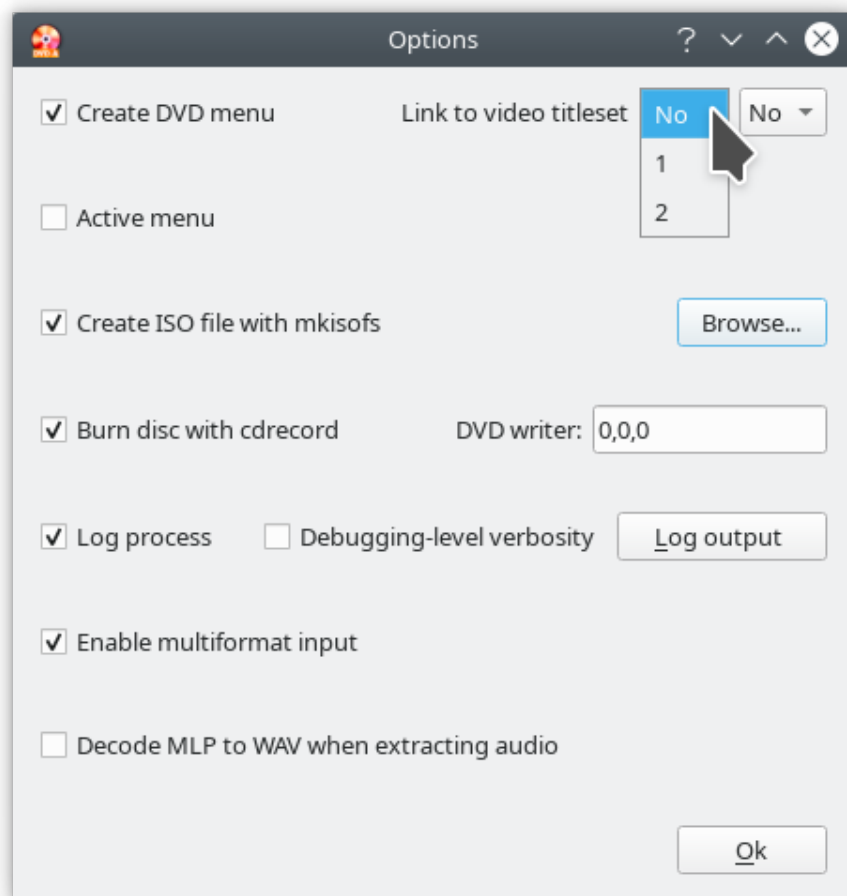 Options
Create DVD menu Link to video titleset No No
1
2
Active menu
Create ISO file with mkisofs Browse...
Burn disc with cdrecord DVD writer: 0,0,0
Log process Debugging-level verbosity Log output
Enable multiformat input
Decode MLP to WAV when extracting audio
Ok